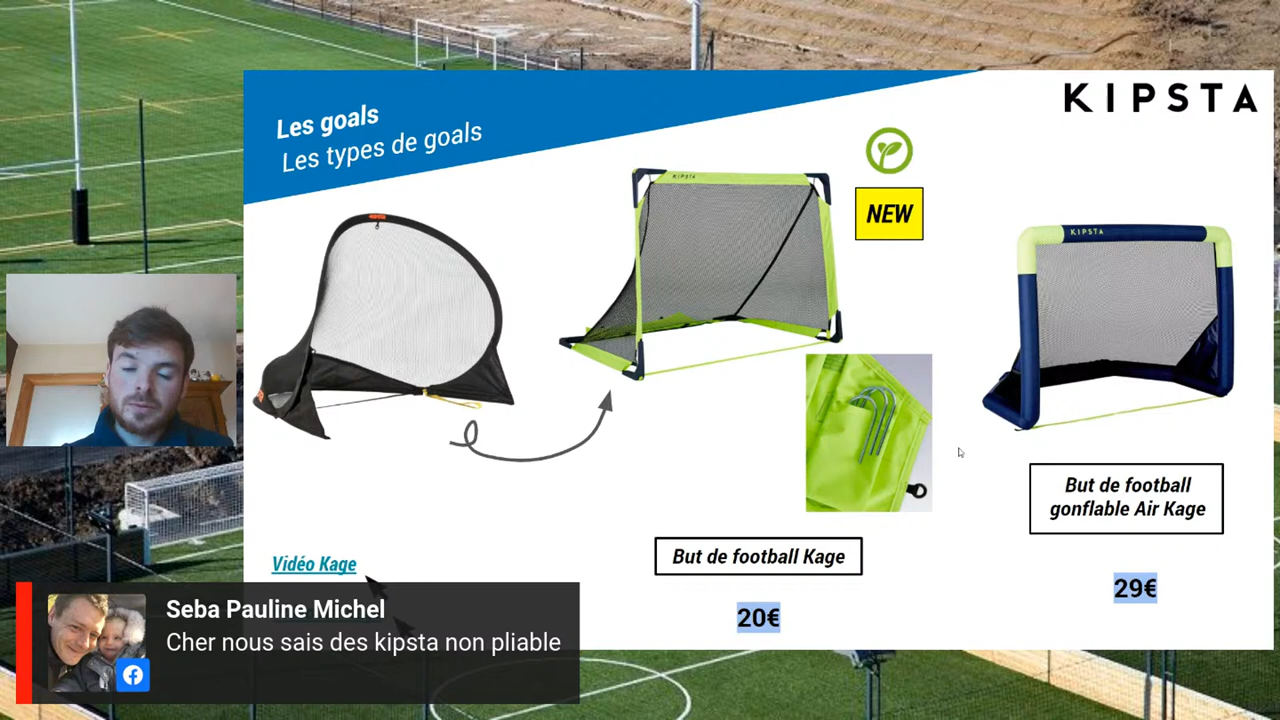 Les goals
Les types de goals
KIPSTA
KIPSTA
NEW
KIPSTA
But de football
gonflable Air Kage
29€
But de football Kage
20€
Vidéo Kage
Seba Pauline Michel
Cher nous sais des kipsta non pliable